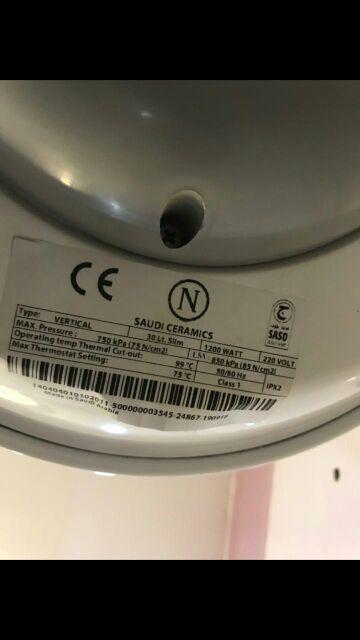 CE
N
SAUDI CERAMICS
SASO
Type: VERTICAL 30 Lt. Slim 1200 WATT 220 VOLT
MAX. Pressure : 750 kPa (75 N/cm2) 850 kPa (85 N/cm2)
Operating temp Thermal Cut-out: 99 °C 50/60 Hz IPX2
Max Thermostat Setting: 75 °C Class 1
Made in Saudi Arabia